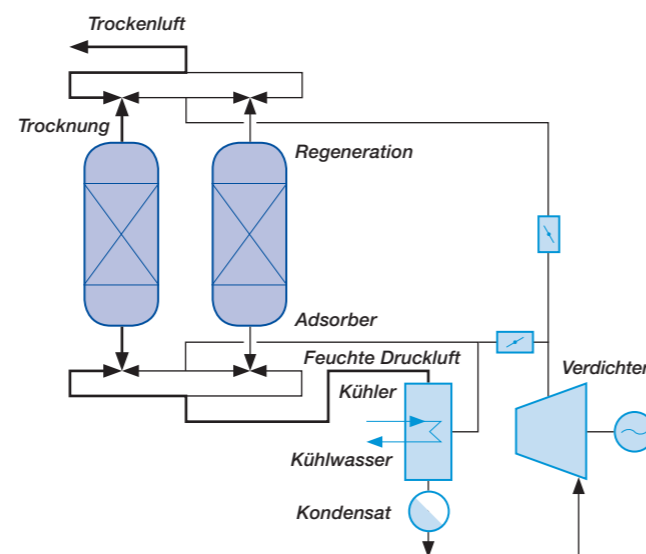 Trockenluft
Trocknung
Regeneration
Adsorber
Feuchte Druckluft
Verdichter
Kühler
Kühlwasser
Kondensat